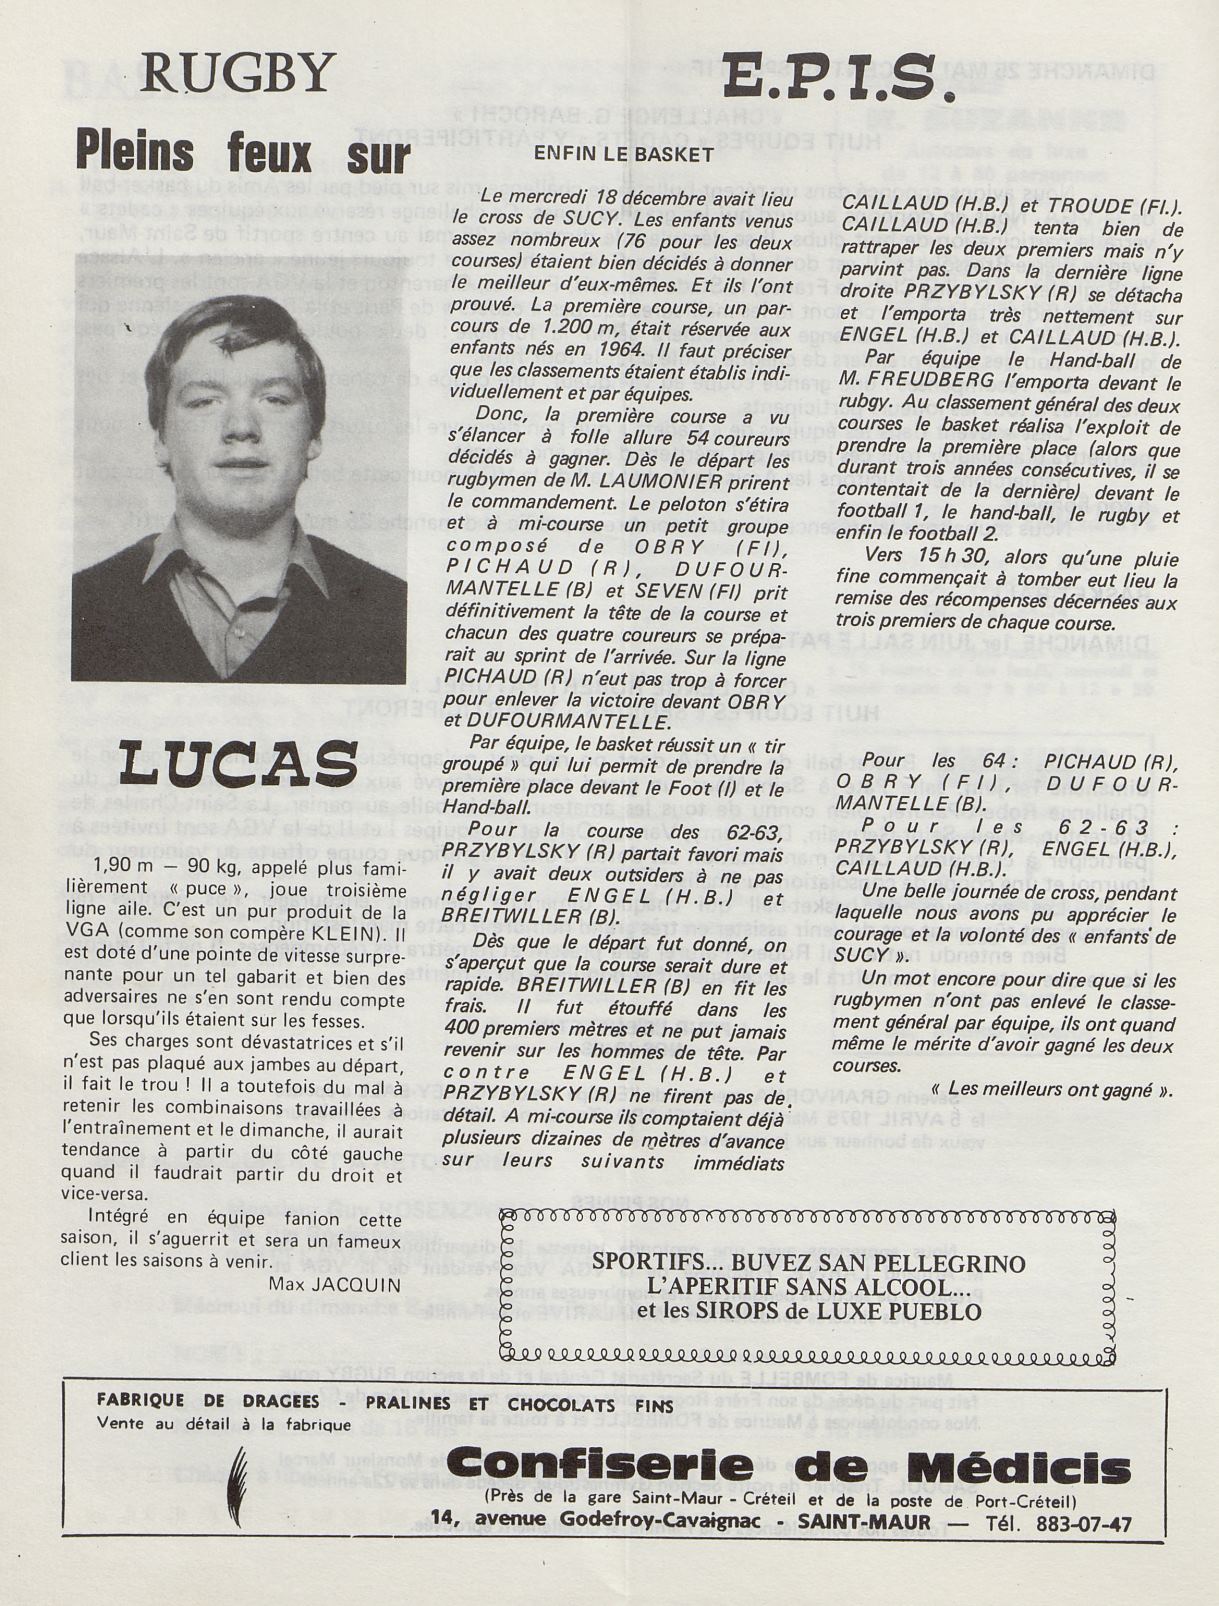 RUGBY
Pleins feux sur
LUCAS
1,90 m — 90 kg, appelé plus fami-
lièrement « puce », joue troisième
ligne aile. C'est un pur produit de la
VGA (comme son compère KLEIN). Il
est doté d'une pointe de vitesse surpre-
nante pour un tel gabarit et bien des
adversaires ne s'en sont rendu compte
que lorsqu'ils étaient sur les fesses.
Ses charges sont dévastatrices et s'il
n'est pas plaqué aux jambes au départ,
il fait le trou ! Il a toutefois du mal à
retenir les combinaisons travaillées à
l'entraînement et le dimanche, il aurait
tendance à partir du côté gauche
quand il faudrait partir du droit et
vice-versa.
Intégré en équipe fanion cette
saison, il s'aguerrit et sera un fameux
client les saisons à venir.
Max JACQUIN
E.P.I.S.
ENFIN LE BASKET
Le mercredi 18 décembre avait lieu
le cross de SUCY. Les enfants venus
assez nombreux (76 pour les deux
courses) étaient bien décidés à donner
le meilleur d'eux-mêmes. Et ils l'ont
prouvé. La première course, un par-
cours de 1.200 m, était réservée aux
enfants nés en 1964. Il faut préciser
que les classements étaient établis indi-
viduellement et par équipes.
Donc, la première course a vu
s'élancer à folle allure 54 coureurs
décidés à gagner. Dès le départ les
rugbymen de M. LAUMONIER prirent
le commandement. Le peloton s'étira
et à mi-course un petit groupe
composé de OBRY (FI),
PICHAUD (R), DUFOUR-
MANTELLE (B) et SEVEN (FI) prit
définitivement la tête de la course et
chacun des quatre coureurs se prépa-
rait au sprint de l'arrivée. Sur la ligne
PICHAUD (R) n'eut pas trop à forcer
pour enlever la victoire devant OBRY
et DUFOURMANTELLE.
Par équipe, le basket réussit un « tir
groupé » qui lui permit de prendre la
première place devant le Foot (I) et le
Hand-ball.
Pour la course des 62-63,
PRZYBYLSKY (R) partait favori mais
il y avait deux outsiders à ne pas
négliger ENGEL (H.B.) et
BREITWILLER (B).
Dès que le départ fut donné, on
s'aperçut que la course serait dure et
rapide. BREITWILLER (B) en fit les
frais. Il fut étouffé dans les
400 premiers mètres et ne put jamais
revenir sur les hommes de tête. Par
contre ENGEL (H.B.) et
PRZYBYLSKY (R) ne firent pas de
détail. A mi-course ils comptaient déjà
plusieurs dizaines de mètres d'avance
sur leurs suivants immédiats
CAILLAUD (H.B.) et TROUDE (FI.).
CAILLAUD (H.B.) tenta bien de
rattraper les deux premiers mais n'y
parvint pas. Dans la dernière ligne
droite PRZYBYLSKY (R) se détacha
et l'emporta très nettement sur
ENGEL (H.B.) et CAILLAUD (H.B.).
Par équipe le Hand-ball de
M. FREUDBERG l'emporta devant le
rubgy. Au classement général des deux
courses le basket réalisa l'exploit de
prendre la première place (alors que
durant trois années consécutives, il se
contentait de la dernière) devant le
football 1, le hand-ball, le rugby et
enfin le football 2.
Vers 15 h 30, alors qu'une pluie
fine commençait à tomber eut lieu la
remise des récompenses décernées aux
trois premiers de chaque course.
Pour les 64 : PICHAUD (R),
OBRY (FI) DUFOUR-
MANTELLE (B).
Pour les 62-63 :
PRZYBYLSKY (R), ENGEL (H.B.),
CAILLAUD (H.B.).
Une belle journée de cross, pendant
laquelle nous avons pu apprécier le
courage et la volonté des « enfants de
SUCY ».
Un mot encore pour dire que si les
rugbymen n'ont pas enlevé le classe-
ment général par équipe, ils ont quand
même le mérite d'avoir gagné les deux
courses.
« Les meilleurs ont gagné ».
SPORTIFS... BUVEZ SAN PELLEGRINO
L'APERITIF SANS ALCOOL...
et les SIROPS de LUXE PUEBLO
FABRIQUE DE DRAGEES - PRALINES ET CHOCOLATS FINS
Vente au détail à la fabrique
Confiserie de Médicis
(Près de la gare Saint-Maur - Créteil et de la poste de Port-Créteil)
14, avenue Godefroy-Cavaignac - SAINT-MAUR — Tél. 883-07-47